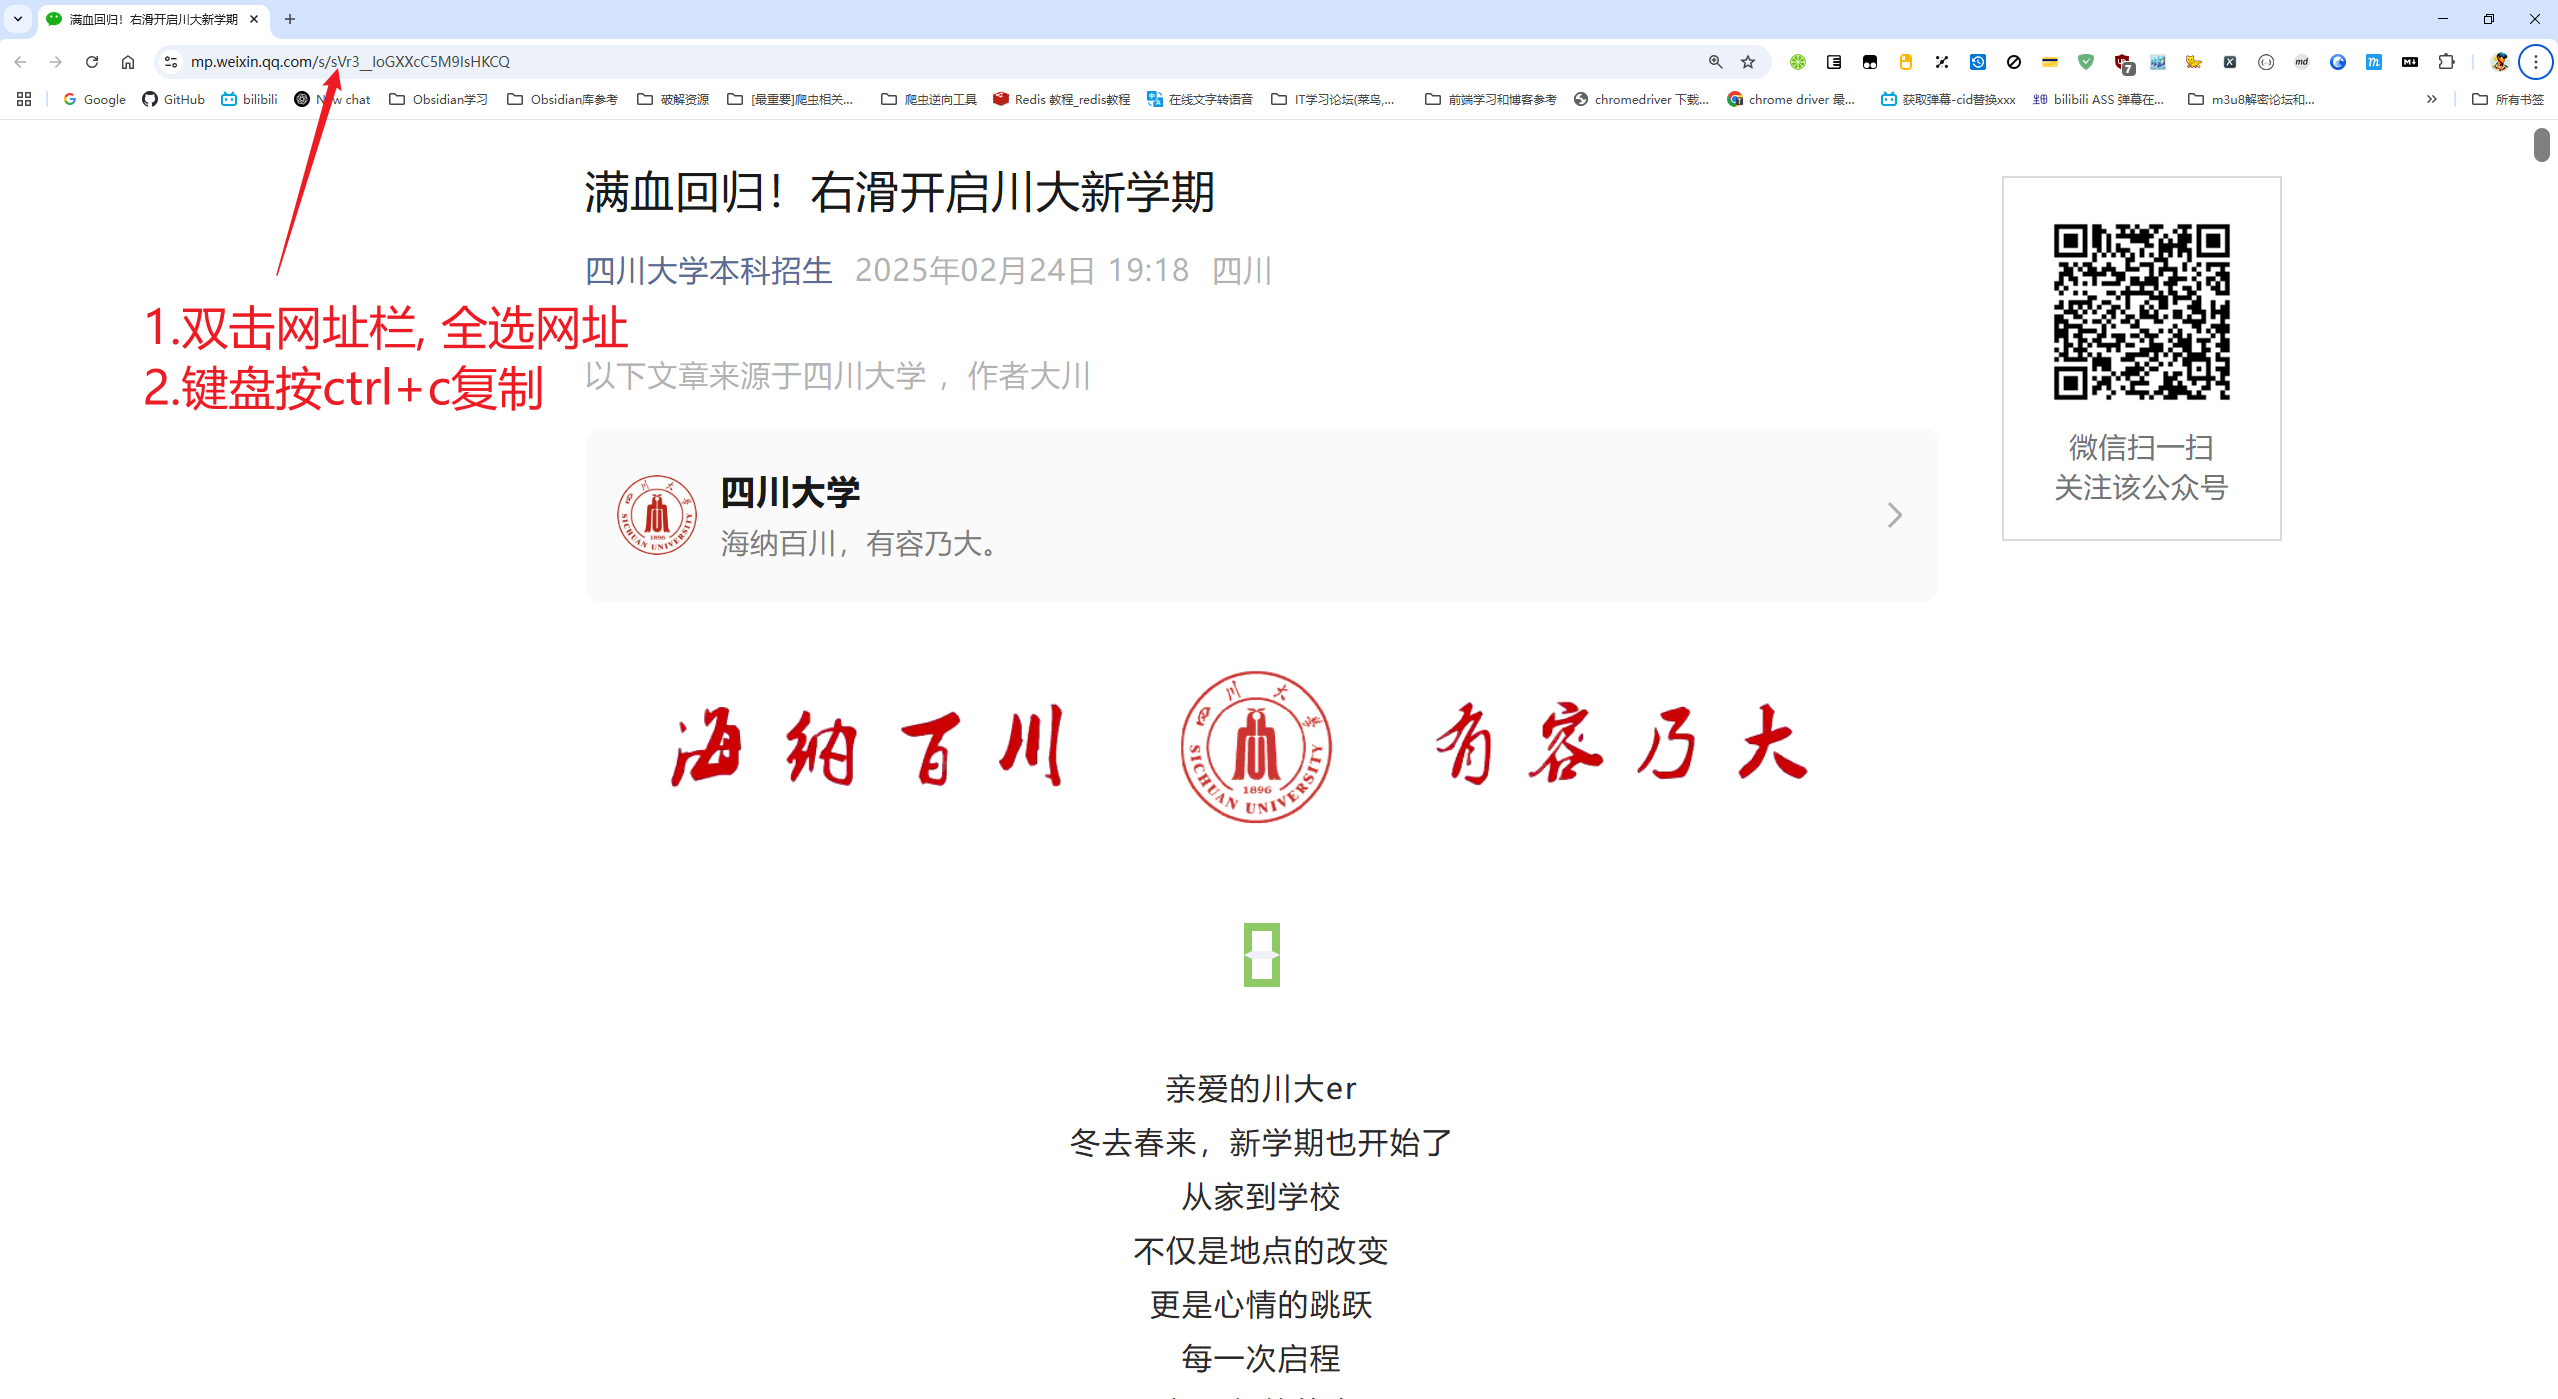 满血回归！右滑开启川大新学期
mp.weixin.qq.com/s/sVr3__IoGXXcC5M9IsHKCQ
7
md
Google
GitHub
bilibili
Obsidian学习
Obsidian库参考
破解资源
[最重要]爬虫相关...
爬虫逆向工具
Redis 教程_redis教程
在线文字转语音
IT学习论坛(菜鸟,...
前端学习和博客参考
chromedriver 下载...
chrome driver 最...
获取弹幕-cid替换xxx
bilibili ASS 弹幕在...
m3u8解密论坛和...
所有书签
满血回归！右滑开启川大新学期
四川大学本科招生 2025年02月24日 19:18 四川
1.双击网址栏, 全选网址
2.键盘按ctrl+c复制
以下文章来源于四川大学 ，作者大川
四川大学
海纳百川，有容乃大。
四川大学
SICHUAN UNIVERSITY
1896
微信扫一扫
关注该公众号
海纳百川
四川大学
SICHUAN UNIVERSITY
1896
有容乃大
亲爱的川大er
冬去春来，新学期也开始了
从家到学校
不仅是地点的改变
更是心情的跳跃
每一次启程